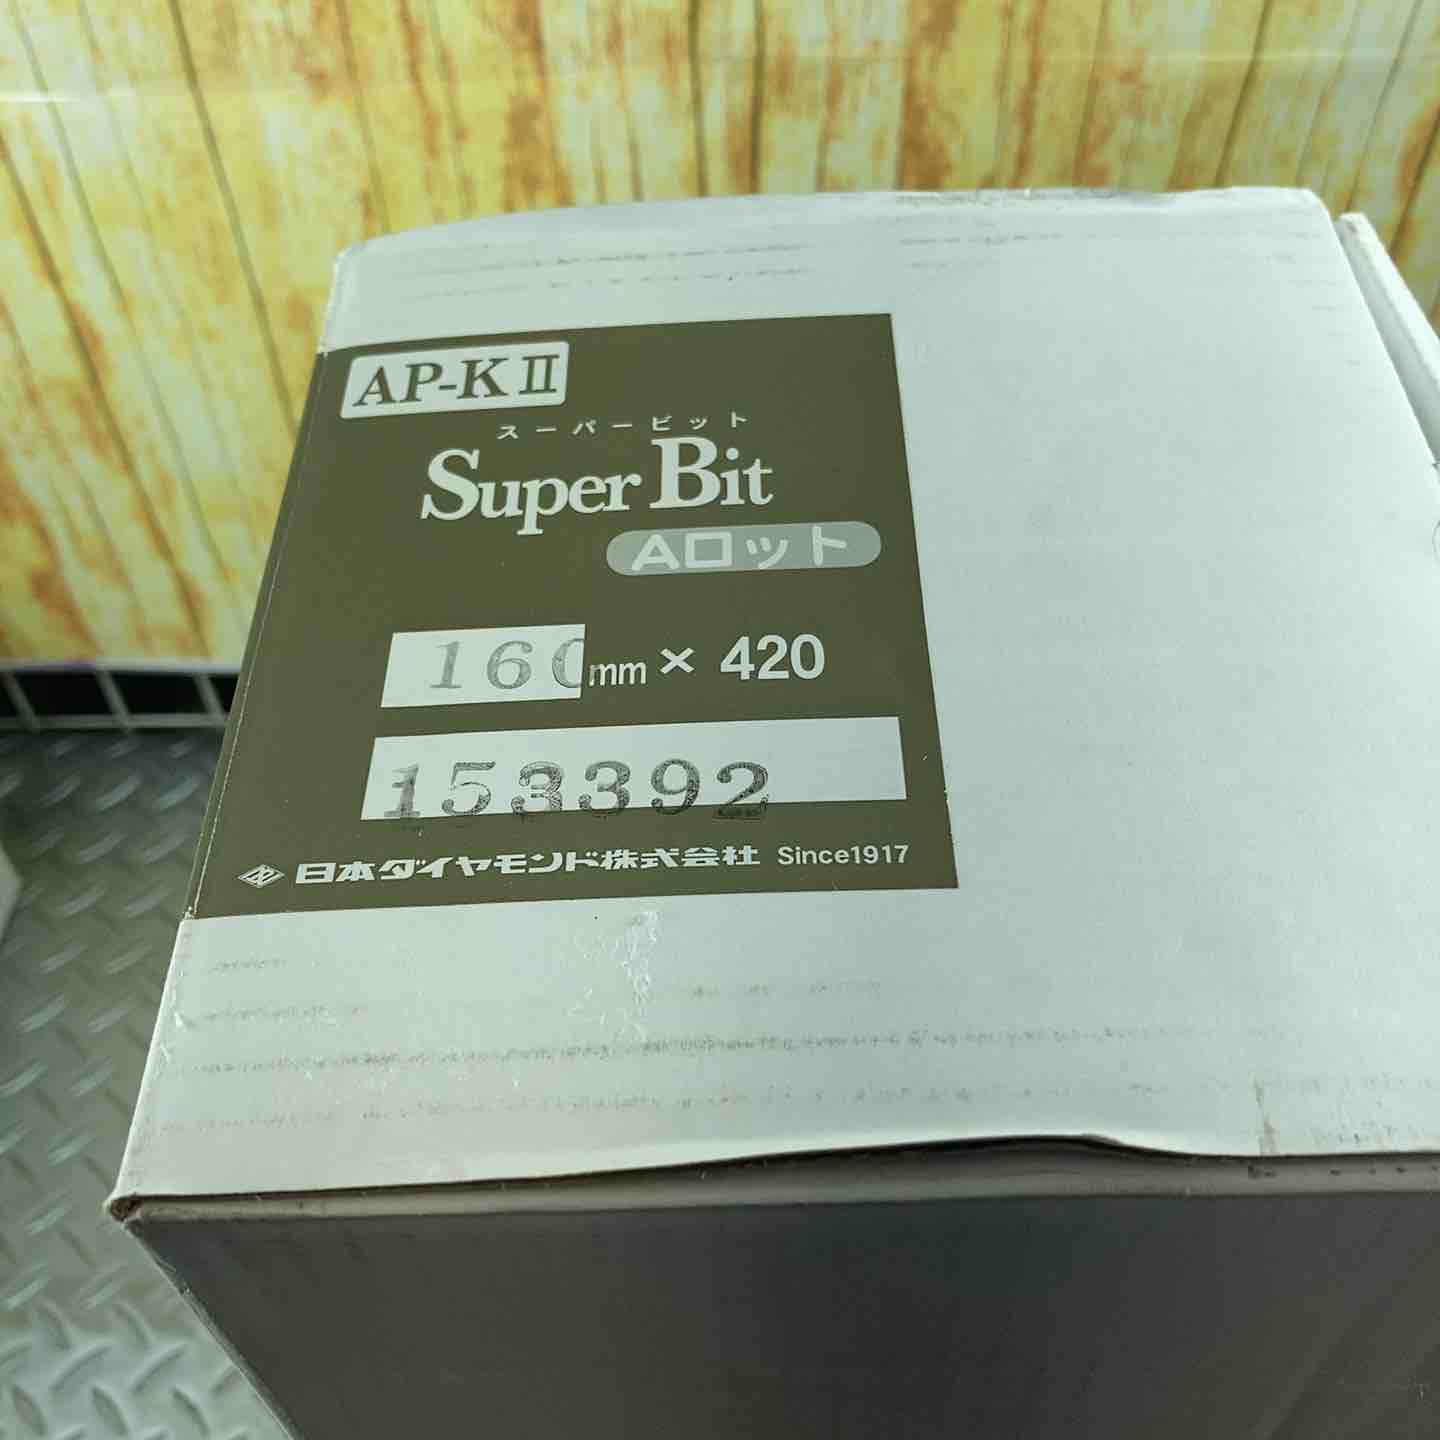 AP-KⅡ
スーパービット
Super Bit
Aロット
160mm × 420
153392
日本ダイヤモンド株式会社 Since1917